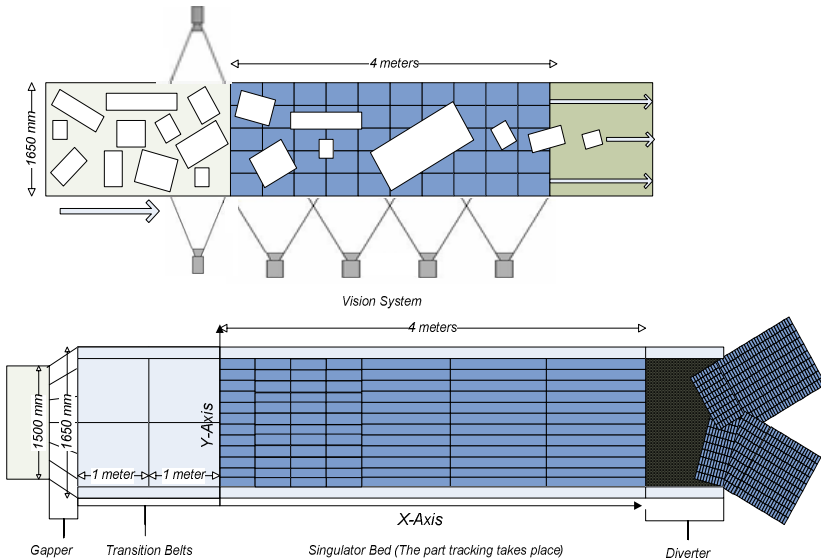 4 meters
1650 mm
Vision System
4 meters
1500 mm
1650 mm
Y-Axis
1 meter
1 meter
X-Axis
Gapper
Transition Belts
Singulator Bed (The part tracking takes place)
Diverter